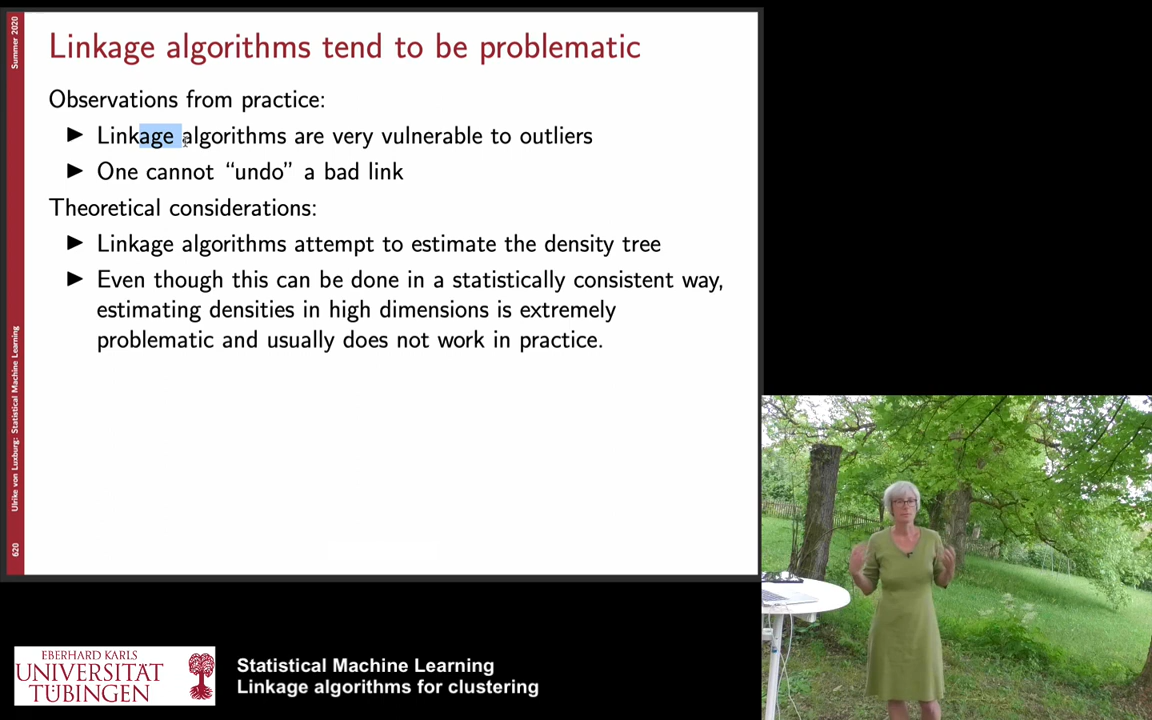 Linkage algorithms tend to be problematic
Observations from practice:
► Linkage algorithms are very vulnerable to outliers
► One cannot “undo” a bad link
Theoretical considerations:
► Linkage algorithms attempt to estimate the density tree
► Even though this can be done in a statistically consistent way,
estimating densities in high dimensions is extremely
problematic and usually does not work in practice.
Summer 2020
Ulrike von Luxburg: Statistical Machine Learning
620
EBERHARD KARLS
UNIVERSITÄT
TÜBINGEN
Statistical Machine Learning
Linkage algorithms for clustering